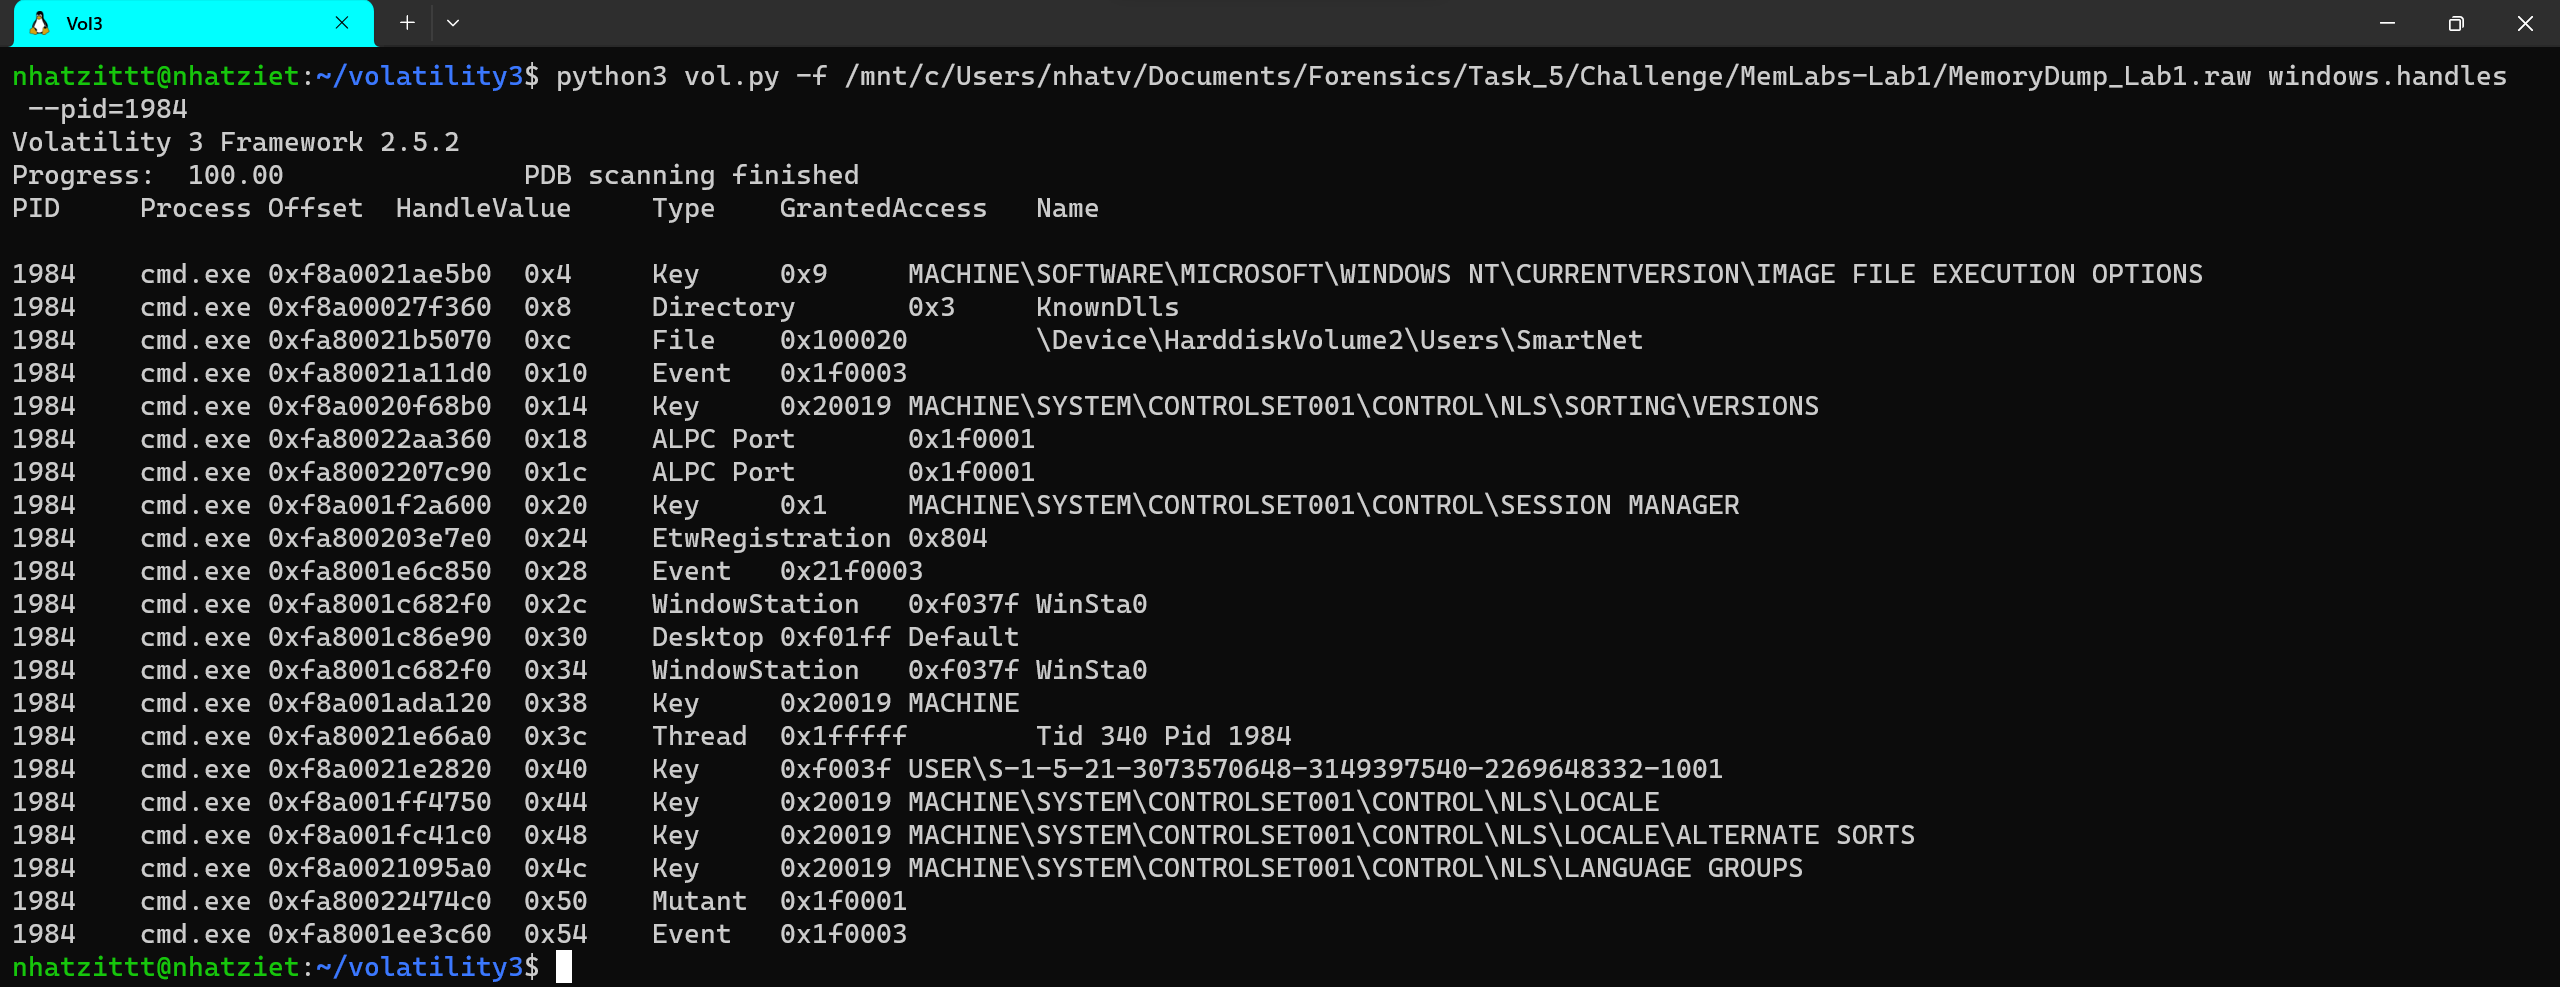 Vol3
nhatzittt@nhatziet:~/volatility3$ python3 vol.py -f /mnt/c/Users/nhatv/Documents/Forensics/Task_5/Challenge/MemLabs-Lab1/MemoryDump_Lab1.raw windows.handles
 --pid=1984
Volatility 3 Framework 2.5.2
Progress:  100.00               PDB scanning finished
PID     Process Offset  HandleValue     Type    GrantedAccess   Name

1984    cmd.exe 0xf8a0021ae5b0  0x4     Key     0x9     MACHINE\SOFTWARE\MICROSOFT\WINDOWS NT\CURRENTVERSION\IMAGE FILE EXECUTION OPTIONS
1984    cmd.exe 0xf8a00027f360  0x8     Directory       0x3     KnownDlls
1984    cmd.exe 0xfa80021b5070  0xc     File    0x100020        \Device\HarddiskVolume2\Users\SmartNet
1984    cmd.exe 0xfa80021a11d0  0x10    Event   0x1f0003
1984    cmd.exe 0xf8a0020f68b0  0x14    Key     0x20019 MACHINE\SYSTEM\CONTROLSET001\CONTROL\NLS\SORTING\VERSIONS
1984    cmd.exe 0xfa80022aa360  0x18    ALPC Port       0x1f0001
1984    cmd.exe 0xfa8002207c90  0x1c    ALPC Port       0x1f0001
1984    cmd.exe 0xf8a001f2a600  0x20    Key     0x1     MACHINE\SYSTEM\CONTROLSET001\CONTROL\SESSION MANAGER
1984    cmd.exe 0xfa800203e7e0  0x24    EtwRegistration 0x804
1984    cmd.exe 0xfa8001e6c850  0x28    Event   0x21f0003
1984    cmd.exe 0xfa8001c682f0  0x2c    WindowStation   0xf037f WinSta0
1984    cmd.exe 0xfa8001c86e90  0x30    Desktop 0xf01ff Default
1984    cmd.exe 0xfa8001c682f0  0x34    WindowStation   0xf037f WinSta0
1984    cmd.exe 0xf8a001ada120  0x38    Key     0x20019 MACHINE
1984    cmd.exe 0xfa80021e66a0  0x3c    Thread  0x1fffff        Tid 340 Pid 1984
1984    cmd.exe 0xf8a0021e2820  0x40    Key     0xf003f USER\S-1-5-21-3073570648-3149397540-2269648332-1001
1984    cmd.exe 0xf8a001ff4750  0x44    Key     0x20019 MACHINE\SYSTEM\CONTROLSET001\CONTROL\NLS\LOCALE
1984    cmd.exe 0xf8a001fc41c0  0x48    Key     0x20019 MACHINE\SYSTEM\CONTROLSET001\CONTROL\NLS\LOCALE\ALTERNATE SORTS
1984    cmd.exe 0xf8a0021095a0  0x4c    Key     0x20019 MACHINE\SYSTEM\CONTROLSET001\CONTROL\NLS\LANGUAGE GROUPS
1984    cmd.exe 0xfa80022474c0  0x50    Mutant  0x1f0001
1984    cmd.exe 0xfa8001ee3c60  0x54    Event   0x1f0003
nhatzittt@nhatziet:~/volatility3$